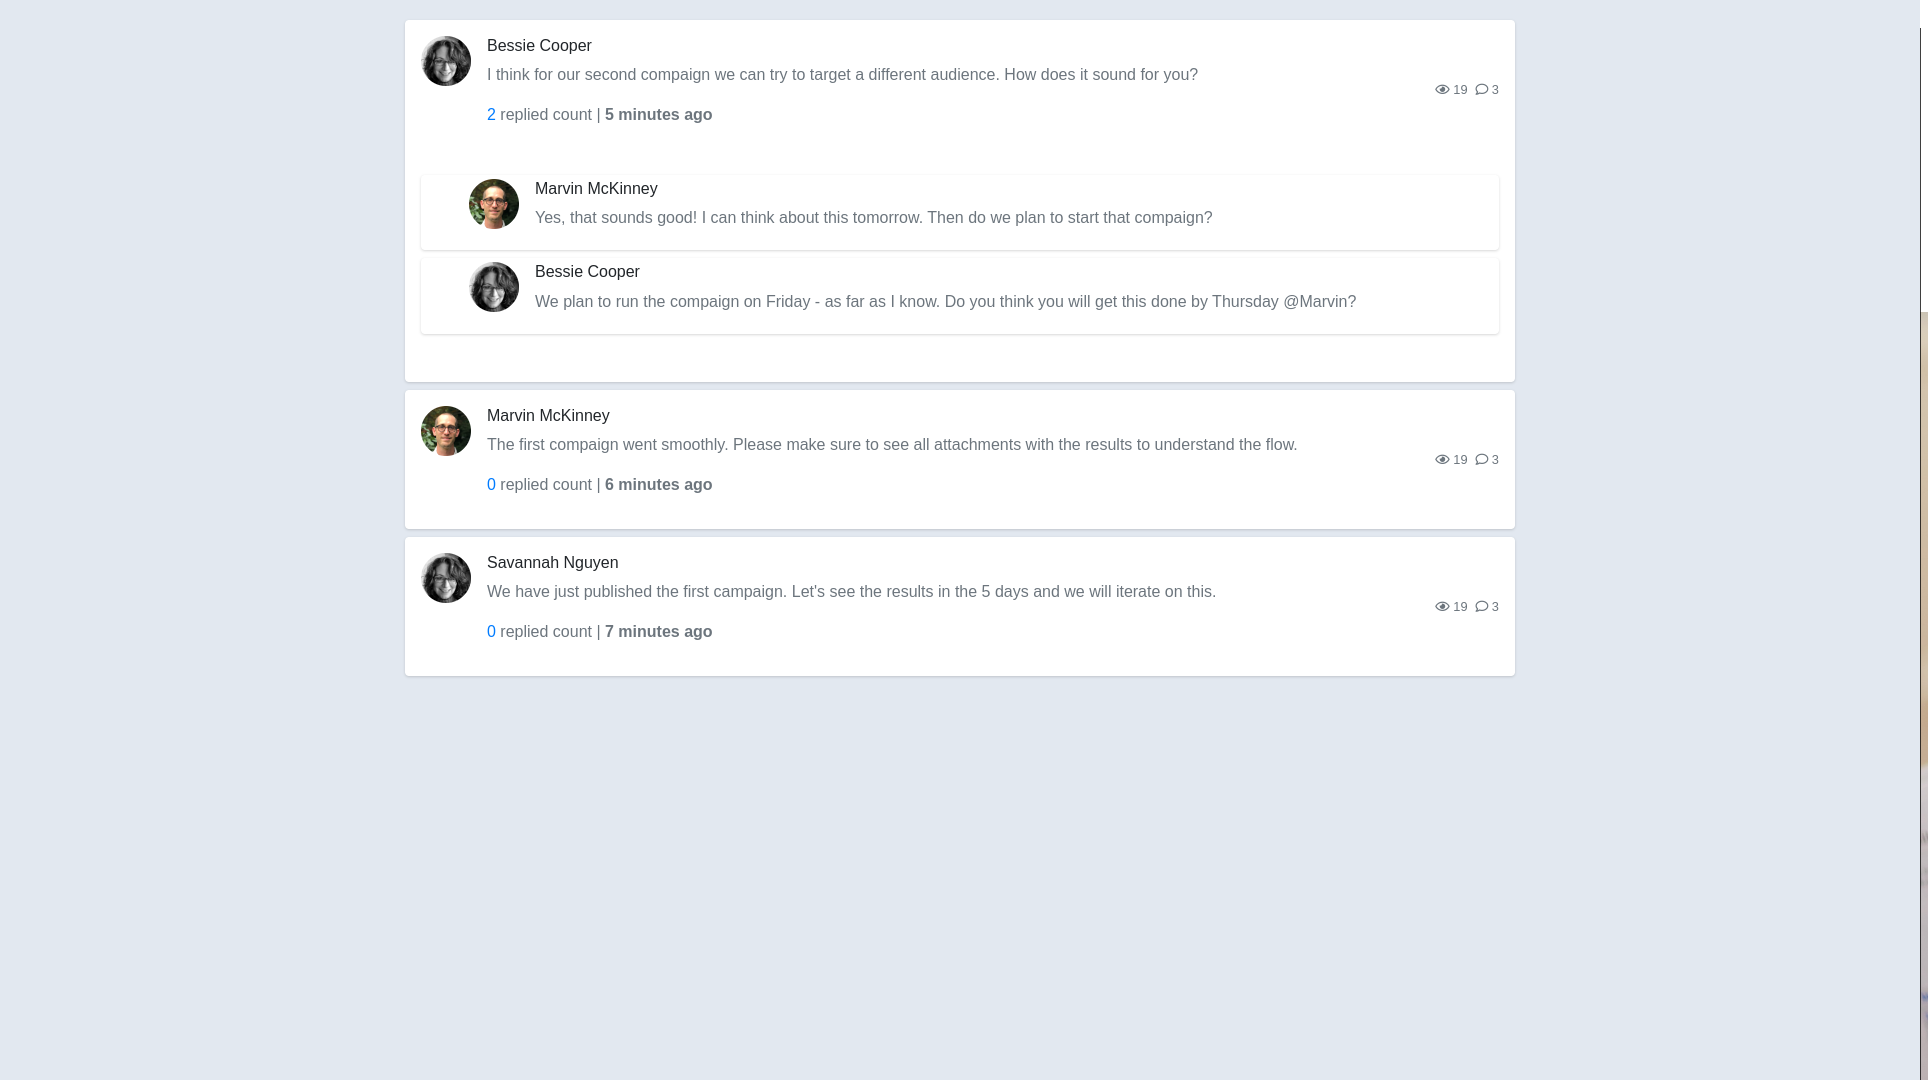 Bessie Cooper
I think for our second compaign we can try to target a different audience. How does it sound for you?
19 3
2 replied count | 5 minutes ago
Marvin McKinney
Yes, that sounds good! I can think about this tomorrow. Then do we plan to start that compaign?
Bessie Cooper
We plan to run the compaign on Friday - as far as I know. Do you think you will get this done by Thursday @Marvin?
Marvin McKinney
The first compaign went smoothly. Please make sure to see all attachments with the results to understand the flow.
19 3
0 replied count | 6 minutes ago
Savannah Nguyen
We have just published the first campaign. Let's see the results in the 5 days and we will iterate on this.
19 3
0 replied count | 7 minutes ago